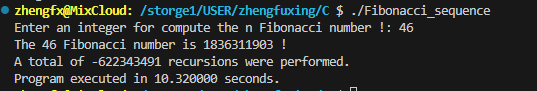 zhengfx@MixCloud: /storge1/USER/zhengfuxing/C $ ./Fibonacci_sequence
Enter an integer for compute the n Fibonacci number !: 46
The 46 Fibonacci number is 1836311903 !
A total of -622343491 recursions were performed.
Program executed in 10.320000 seconds.